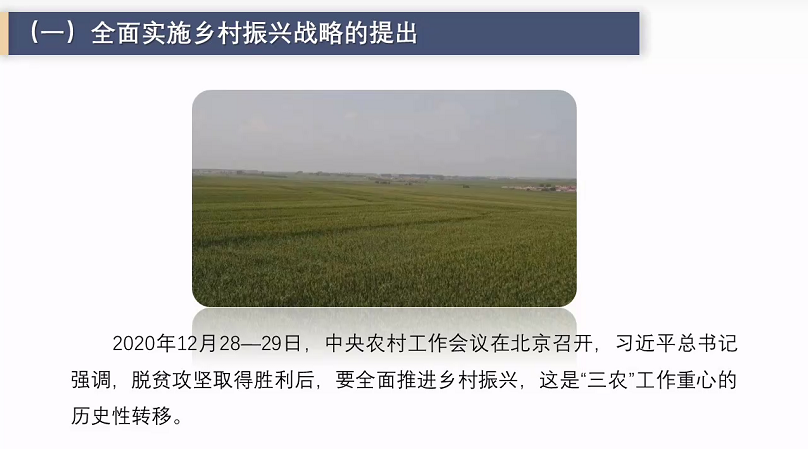 （一）全面实施乡村振兴战略的提出
2020年12月28—29日，中央农村工作会议在北京召开，习近平总书记
强调，脱贫攻坚取得胜利后，要全面推进乡村振兴，这是“三农”工作重心的
历史性转移。